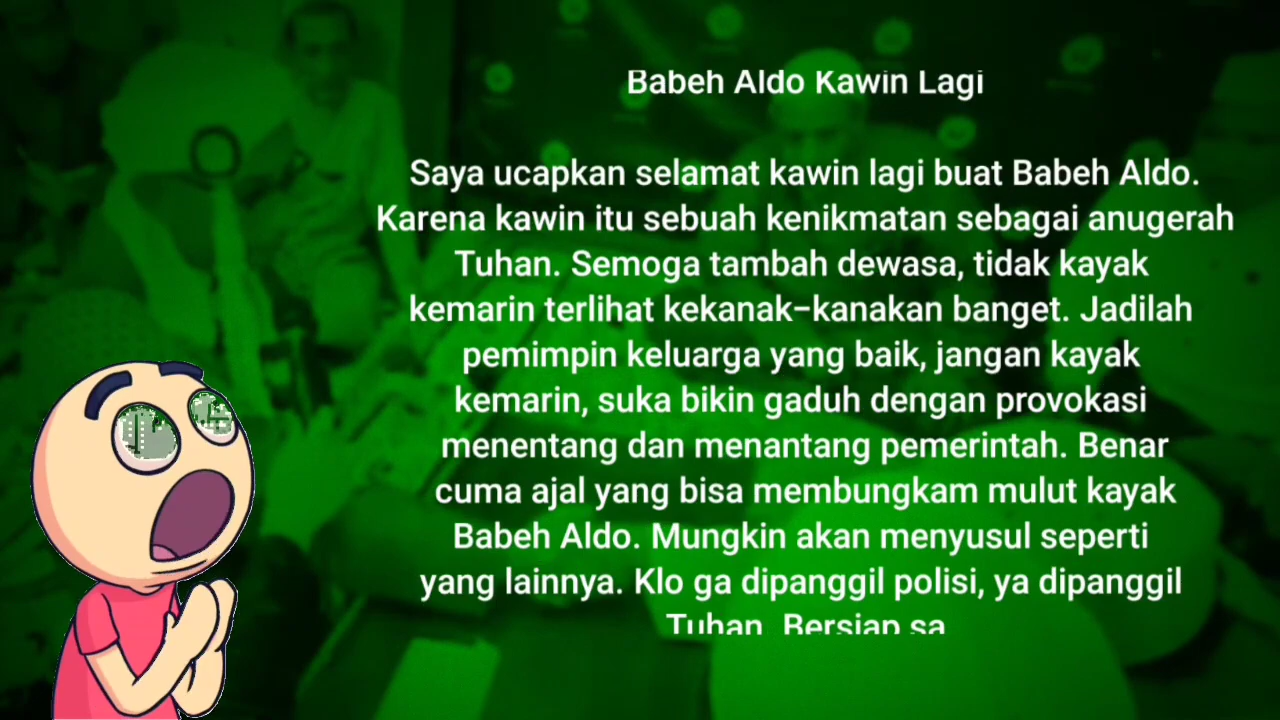 Babeh Aldo Kawin Lagi
Saya ucapkan selamat kawin lagi buat Babeh Aldo.
Karena kawin itu sebuah kenikmatan sebagai anugerah
Tuhan. Semoga tambah dewasa, tidak kayak
kemarin terlihat kekanak-kanakan banget. Jadilah
pemimpin keluarga yang baik, jangan kayak
kemarin, suka bikin gaduh dengan provokasi
menentang dan menantang pemerintah. Benar
cuma ajal yang bisa membungkam mulut kayak
Babeh Aldo. Mungkin akan menyusul seperti
yang lainnya. Klo ga dipanggil polisi, ya dipanggil
Tuhan. Bersiap sa